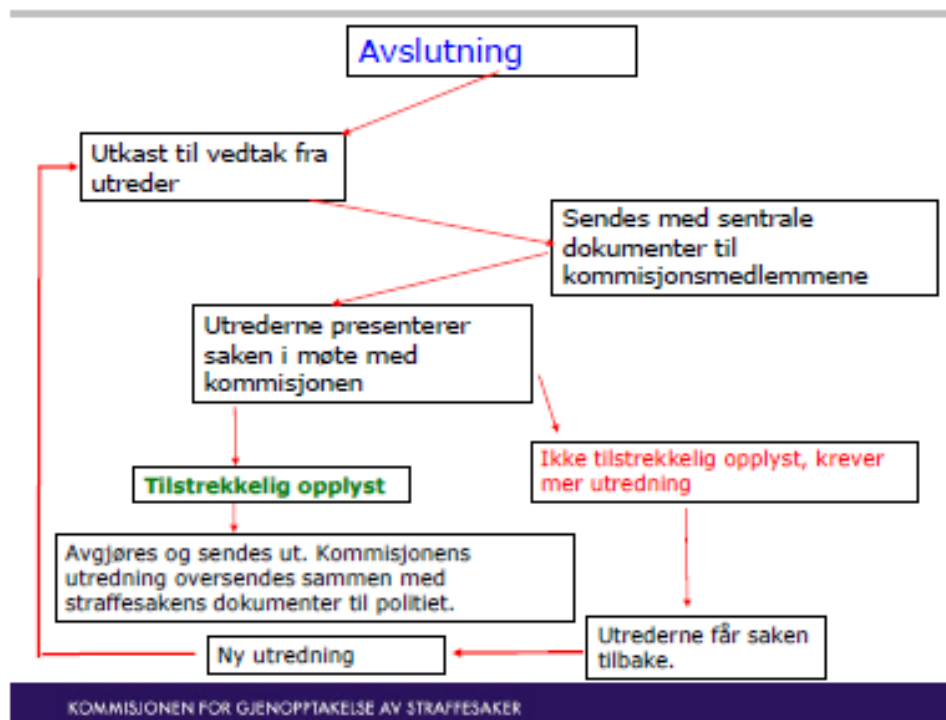 Avslutning
Utkast til vedtak fra
utreder
Sendes med sentrale
dokumenter til
kommisjonsmedlemmene
Utrederne presenterer
saken i møte med
kommisjonen
Tilstrekkelig opplyst
Ikke tilstrekkelig opplyst, krever
mer utredning
Avgjøres og sendes ut. Kommisjonens
utredning oversendes sammen med
straffesakens dokumenter til politiet.
Utrederne får saken
tilbake.
Ny utredning
KOMMISJONEN FOR GJENOPPTAKELSE AV STRAFFESAKER